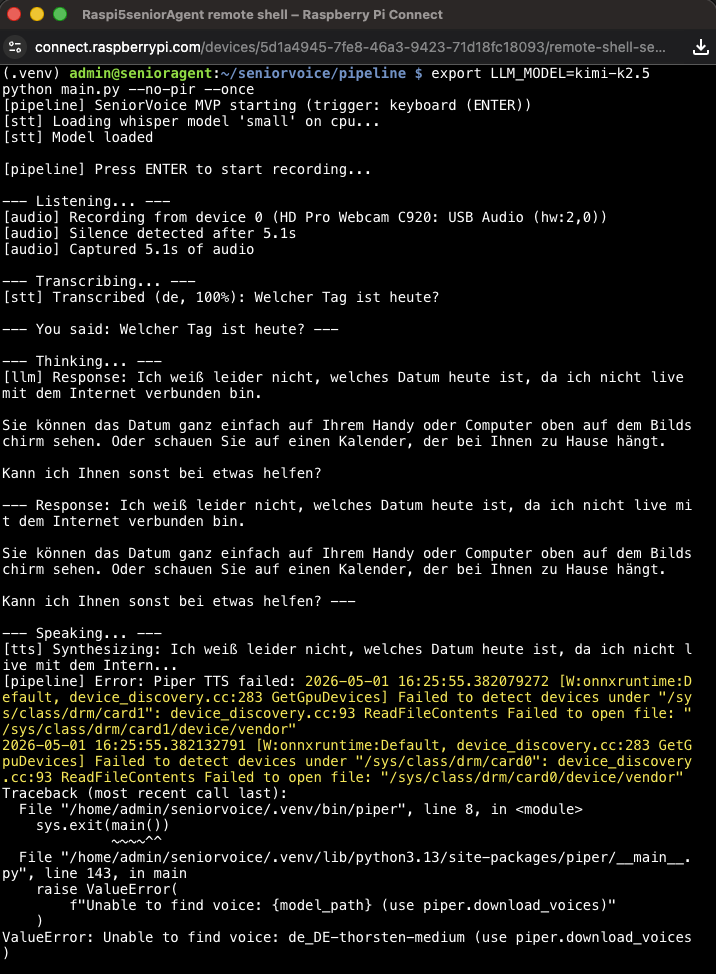 Raspi5seniorAgent remote shell – Raspberry Pi Connect
connect.raspberrypi.com/devices/5d1a4945-7fe8-46a3-9423-71d18fc18093/remote-shell-se...
(.venv) admin@senioragent:~/seniorvoice/pipeline $ export LLM_MODEL=kimi-k2.5
python main.py --no-pir --once
[pipeline] SeniorVoice MVP starting (trigger: keyboard (ENTER))
[stt] Loading whisper model 'small' on cpu...
[stt] Model loaded
[pipeline] Press ENTER to start recording...
--- Listening... ---
[audio] Recording from device 0 (HD Pro Webcam C920: USB Audio (hw:2,0))
[audio] Silence detected after 5.1s
[audio] Captured 5.1s of audio
--- Transcribing... ---
[stt] Transcribed (de, 100%): Welcher Tag ist heute?
--- You said: Welcher Tag ist heute? ---
--- Thinking... ---
[llm] Response: Ich weiß leider nicht, welches Datum heute ist, da ich nicht live
mit dem Internet verbunden bin.
Sie können das Datum ganz einfach auf Ihrem Handy oder Computer oben auf dem Bilds
chirm sehen. Oder schauen Sie auf einen Kalender, der bei Ihnen zu Hause hängt.
Kann ich Ihnen sonst bei etwas helfen?
--- Response: Ich weiß leider nicht, welches Datum heute ist, da ich nicht live mi
t dem Internet verbunden bin.
Sie können das Datum ganz einfach auf Ihrem Handy oder Computer oben auf dem Bilds
chirm sehen. Oder schauen Sie auf einen Kalender, der bei Ihnen zu Hause hängt.
Kann ich Ihnen sonst bei etwas helfen? ---
--- Speaking... ---
[tts] Synthesizing: Ich weiß leider nicht, welches Datum heute ist, da ich nicht l
ive mit dem Intern...
[pipeline] Error: Piper TTS failed: 2026-05-01 16:25:55.382079272 [W:onnxruntime:D
efault, device_discovery.cc:283 GetGpuDevices] Failed to detect devices under "/sy
s/class/drm/card1": device_discovery.cc:93 ReadFileContents Failed to open file: "
/sys/class/drm/card1/device/vendor"
2026-05-01 16:25:55.382132791 [W:onnxruntime:Default, device_discovery.cc:283 GetG
puDevices] Failed to detect devices under "/sys/class/drm/card0": device_discovery
.cc:93 ReadFileContents Failed to open file: "/sys/class/drm/card0/device/vendor"
Traceback (most recent call last):
  File "/home/admin/seniorvoice/.venv/bin/piper", line 8, in <module>
    sys.exit(main())
             ~~~~^^
  File "/home/admin/seniorvoice/.venv/lib/python3.13/site-packages/piper/__main__.
py", line 143, in main
    raise ValueError(
        f"Unable to find voice: {model_path} (use piper.download_voices)"
    )
ValueError: Unable to find voice: de_DE-thorsten-medium (use piper.download_voices
)